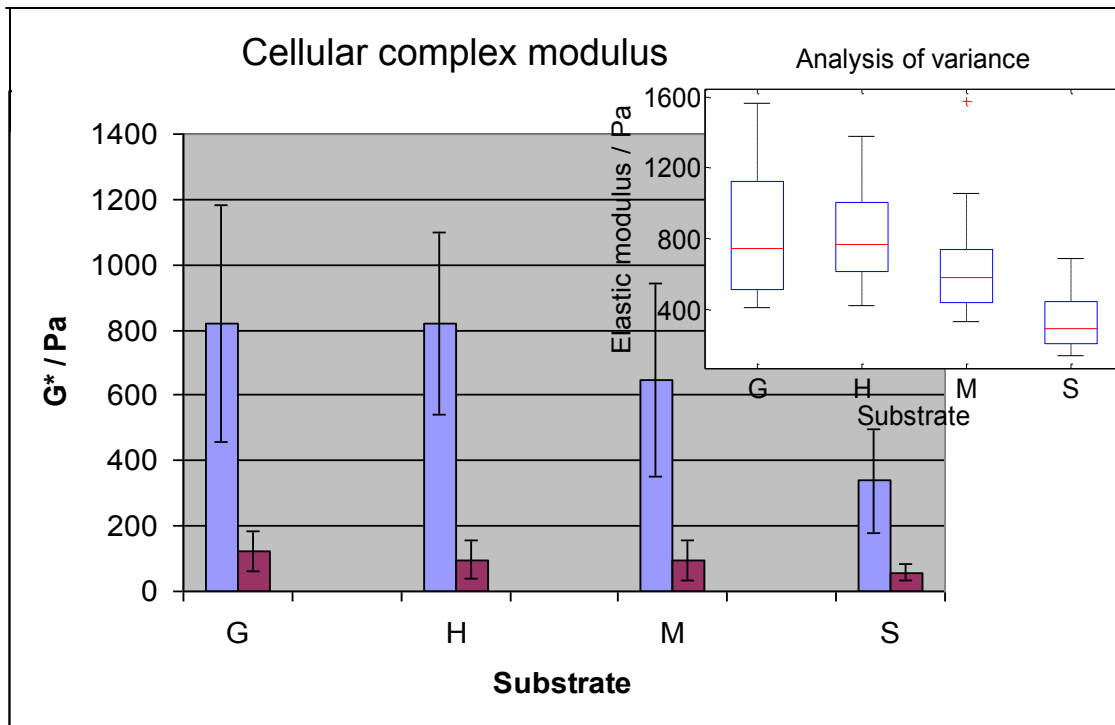 Cellular complex modulus
Analysis of variance
1600
1200
800
400
Elastic modulus / Pa
G H M S
Substrate
1400
1200
1000
800
600
400
200
0
G* / Pa
G H M S
Substrate